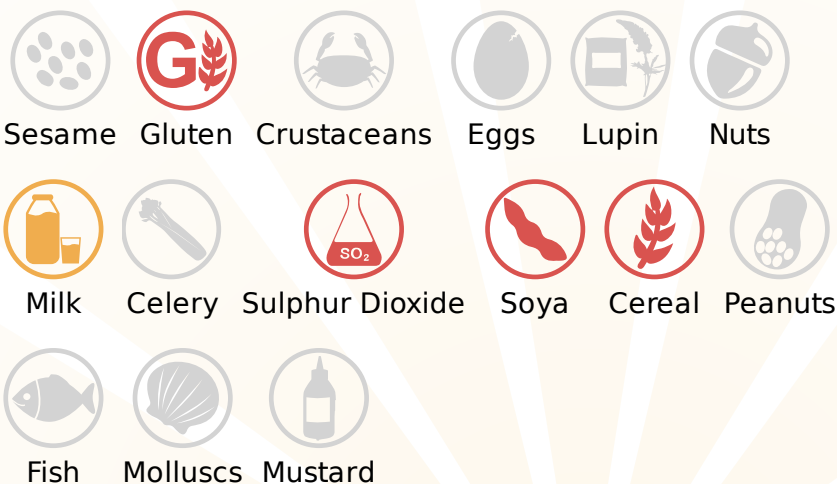 G
Sesame Gluten Crustaceans Eggs Lupin Nuts
SO₂
Milk Celery Sulphur Dioxide Soya Cereal Peanuts
Fish Molluscs Mustard